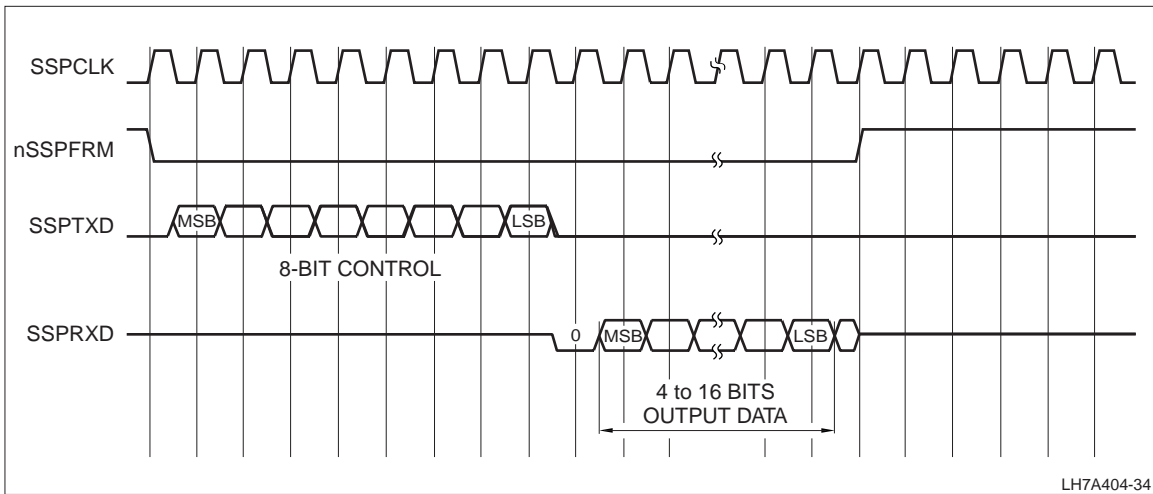 SSPCLK
nSSPFRM
SSPTXD
MSB
LSB
8-BIT CONTROL
SSPRXD
0
MSB
LSB
4 to 16 BITS
OUTPUT DATA
LH7A404-34